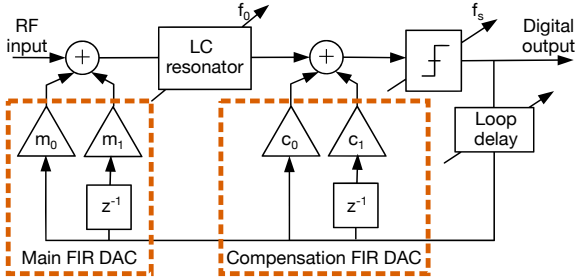 RF
input
+
LC
resonator
f₀
+
fₛ
Digital
output
Loop
delay
m₀
m₁
z⁻¹
c₀
c₁
z⁻¹
Main FIR DAC
Compensation FIR DAC